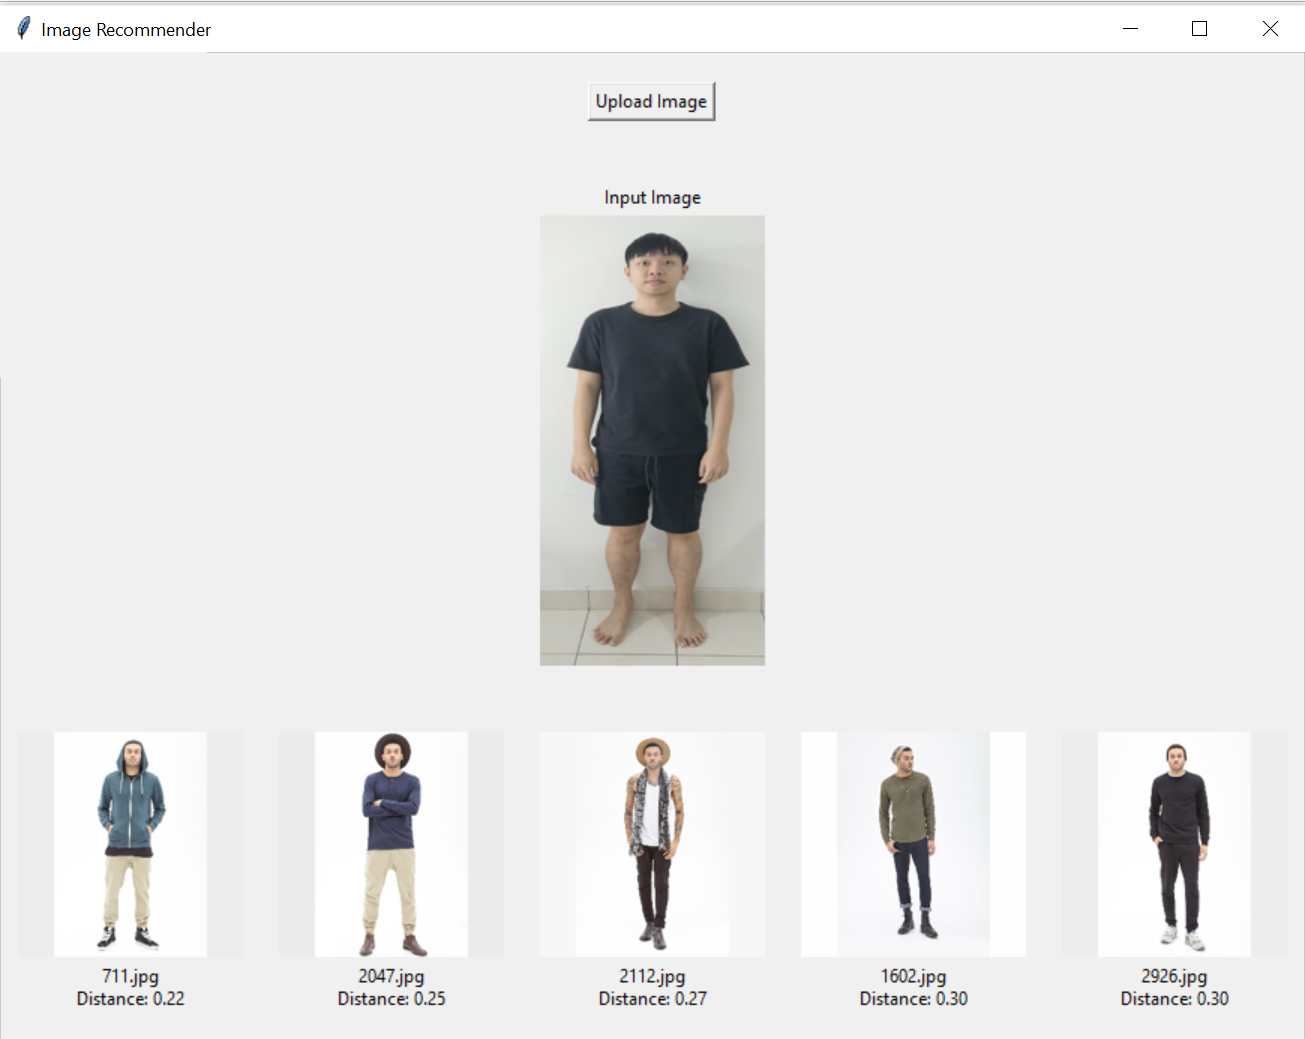 Image Recommender
Upload Image
Input Image
711.jpg
Distance: 0.22
2047.jpg
Distance: 0.25
2112.jpg
Distance: 0.27
1602.jpg
Distance: 0.30
2926.jpg
Distance: 0.30